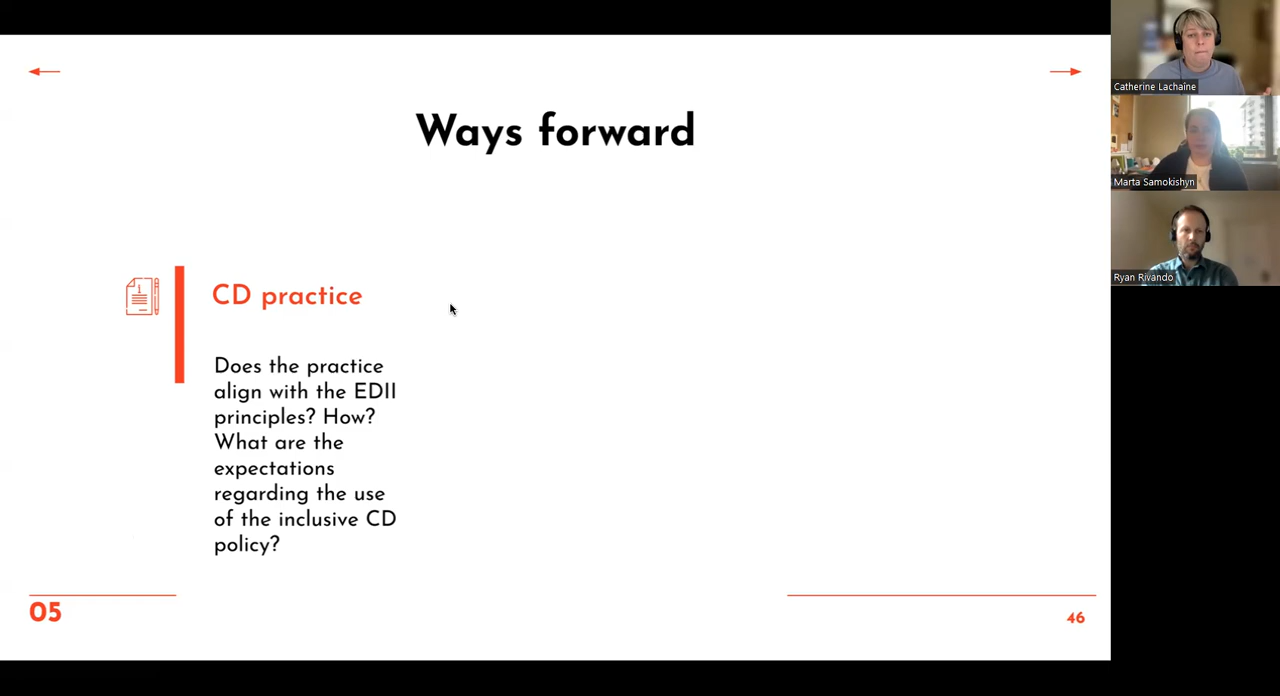 Ways forward
CD practice
Does the practice
align with the EDII
principles? How?
What are the
expectations
regarding the use
of the inclusive CD
policy?
05
46
Catherine Lachaîne
Marta Samokishyn
Ryan Rivando